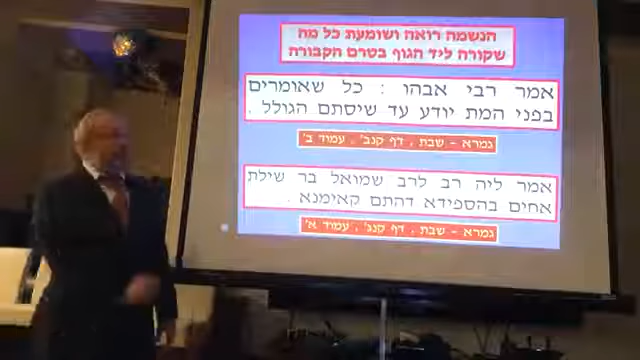 הנשמה רואה ושומעת כל מה
שקורה ליד הגוף בטרם הקבורה
אמר רבי אבהו : כל שאומרים
בפני המת יודע עד שיסתם הגולל .
גמרא – שבת , דף קנב' , עמוד ב'
אמר ליה רב לרב שמואל בר שילת
אחים בהספידא דהתם קאימנא .
גמרא – שבת , דף קנג' , עמוד א'